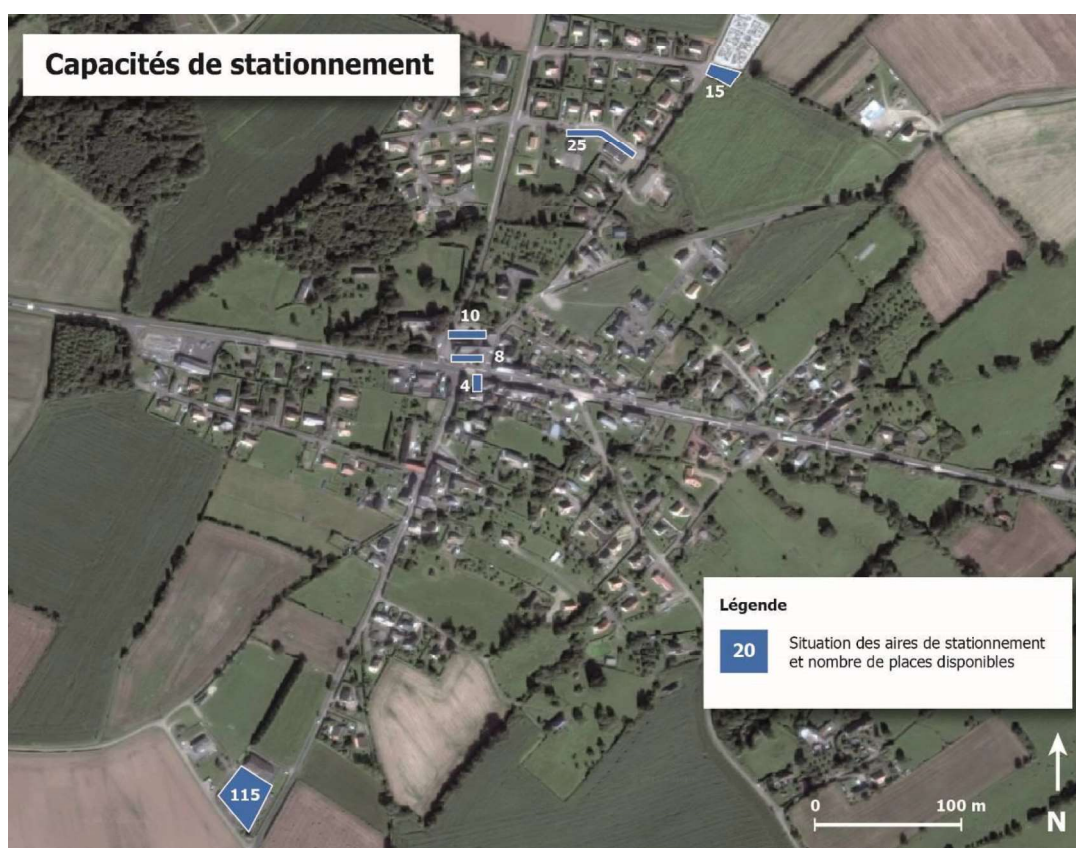 Capacités de stationnement
15
25
10
8
4
115
Légende
20
Situation des aires de stationnement
et nombre de places disponibles
0
100 m
N